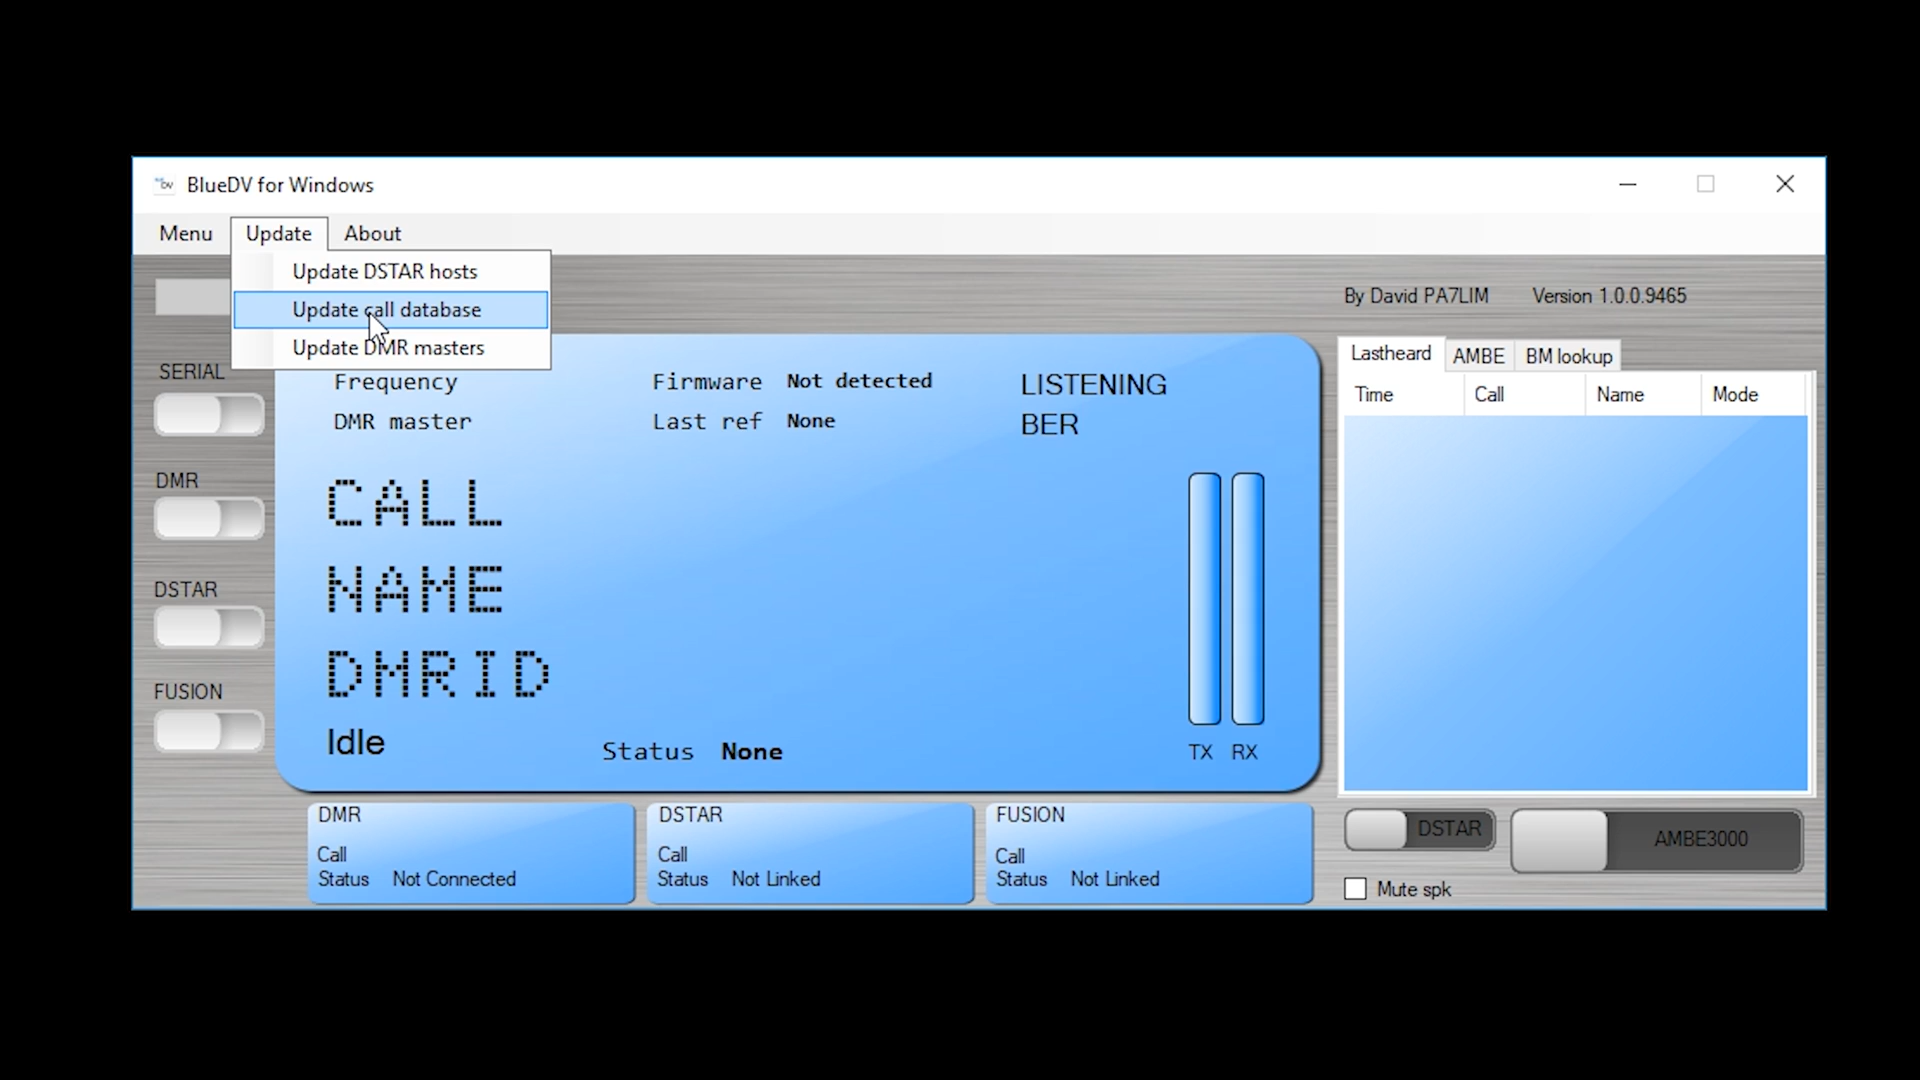 BlueDV for Windows
Menu Update About
Update DSTAR hosts
Update call database
Update DMR masters
By David PA7LIM Version 1.0.0.9465
SERIAL
DMR
DSTAR
FUSION
Frequency Firmware Not detected LISTENING
DMR master Last ref None BER
CALL
NAME
DMRID
Idle Status None TX RX
Lastheard AMBE BM lookup
Time Call Name Mode
DMR
Call
Status Not Connected
DSTAR
Call
Status Not Linked
FUSION
Call
Status Not Linked
DSTAR AMBE3000
Mute spk